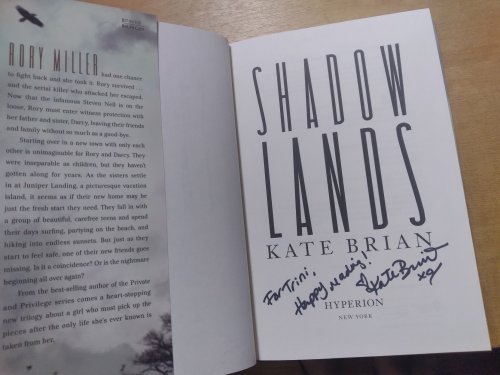 RORY MILLER had one chance
to fight back and she took it. Rory survived . . .
and the serial killer who attacked her escaped.
Now that the infamous Steven Nell is on the
loose, Rory must enter witness protection with
her father and sister, Darcy, leaving their friends
and family without so much as a good-bye.
Starting over in a new town with only each
other is unimaginable for Rory and Darcy. They
were inseparable as children, but they haven't
gotten along for years. As the sisters settle
in at Juniper Landing, a picturesque vacation
island, it seems as if their new home may be
just the fresh start they need. They fall in with
a group of beautiful, carefree teens and spend
their days surfing, partying on the beach, and
hiking into endless sunsets. But just as they
start to feel safe, one of their new friends goes
missing. Is it a coincidence? Or is the nightmare
beginning all over again?
From the best-selling author of the Private
and Privilege series comes a heart-stopping
new trilogy about a girl who must pick up the
pieces after the only life she's ever known is
taken from her.
SHADOW
LANDS
KATE BRIAN
For Trini,
Happy reading!
Kate Brian
xo
HYPERION
NEW YORK